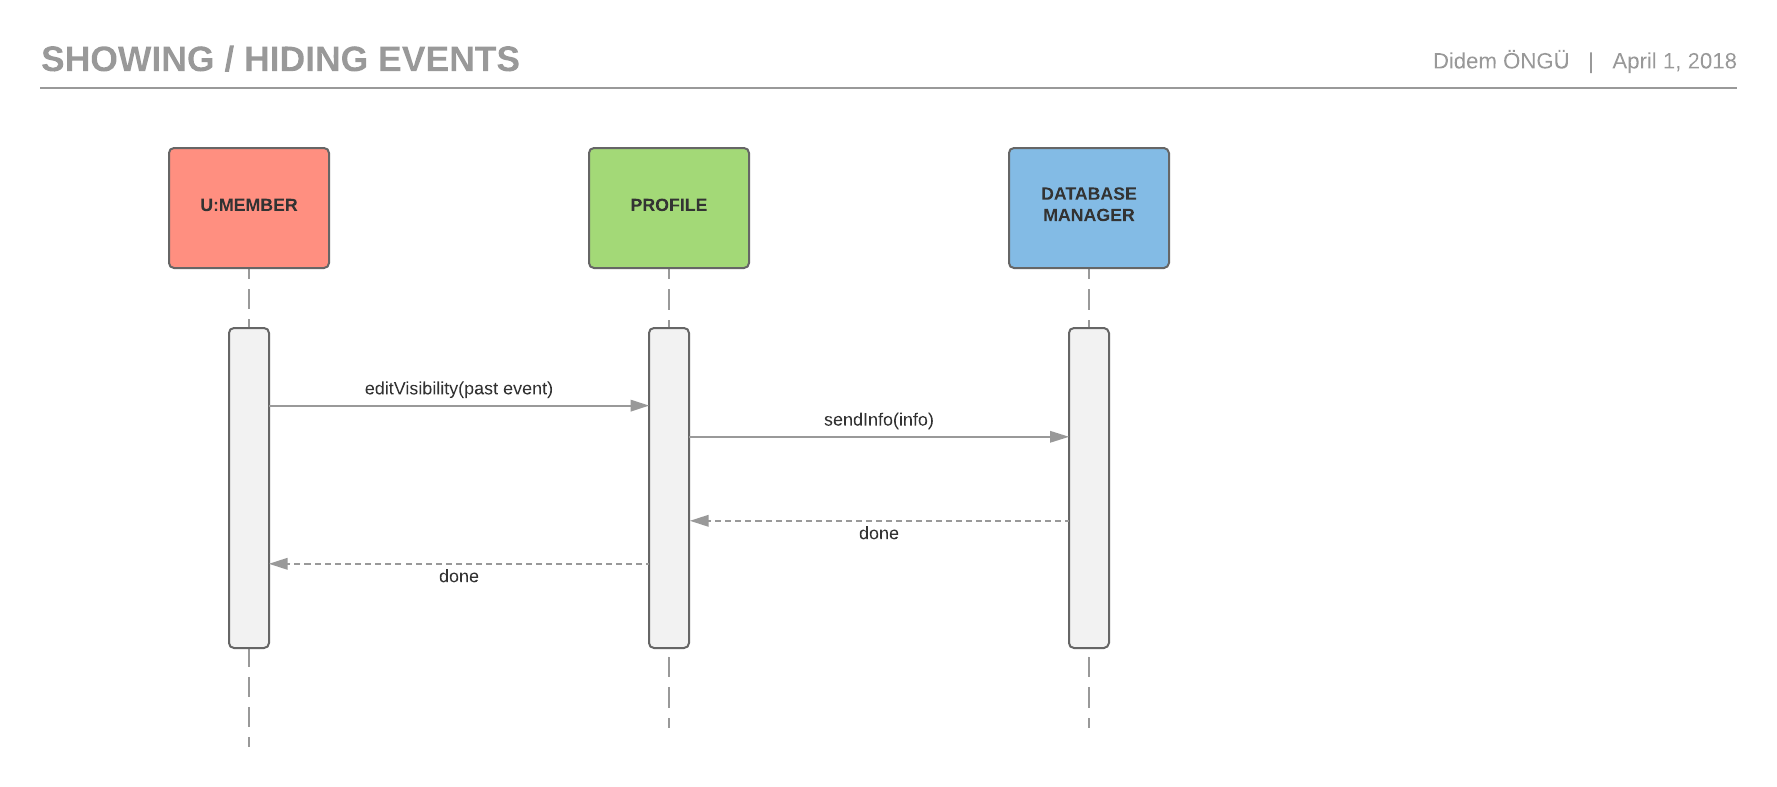 SHOWING / HIDING EVENTS
Didem ÖNGÜ | April 1, 2018
U:MEMBER
PROFILE
DATABASE
MANAGER
editVisibility(past event)
sendInfo(info)
done
done